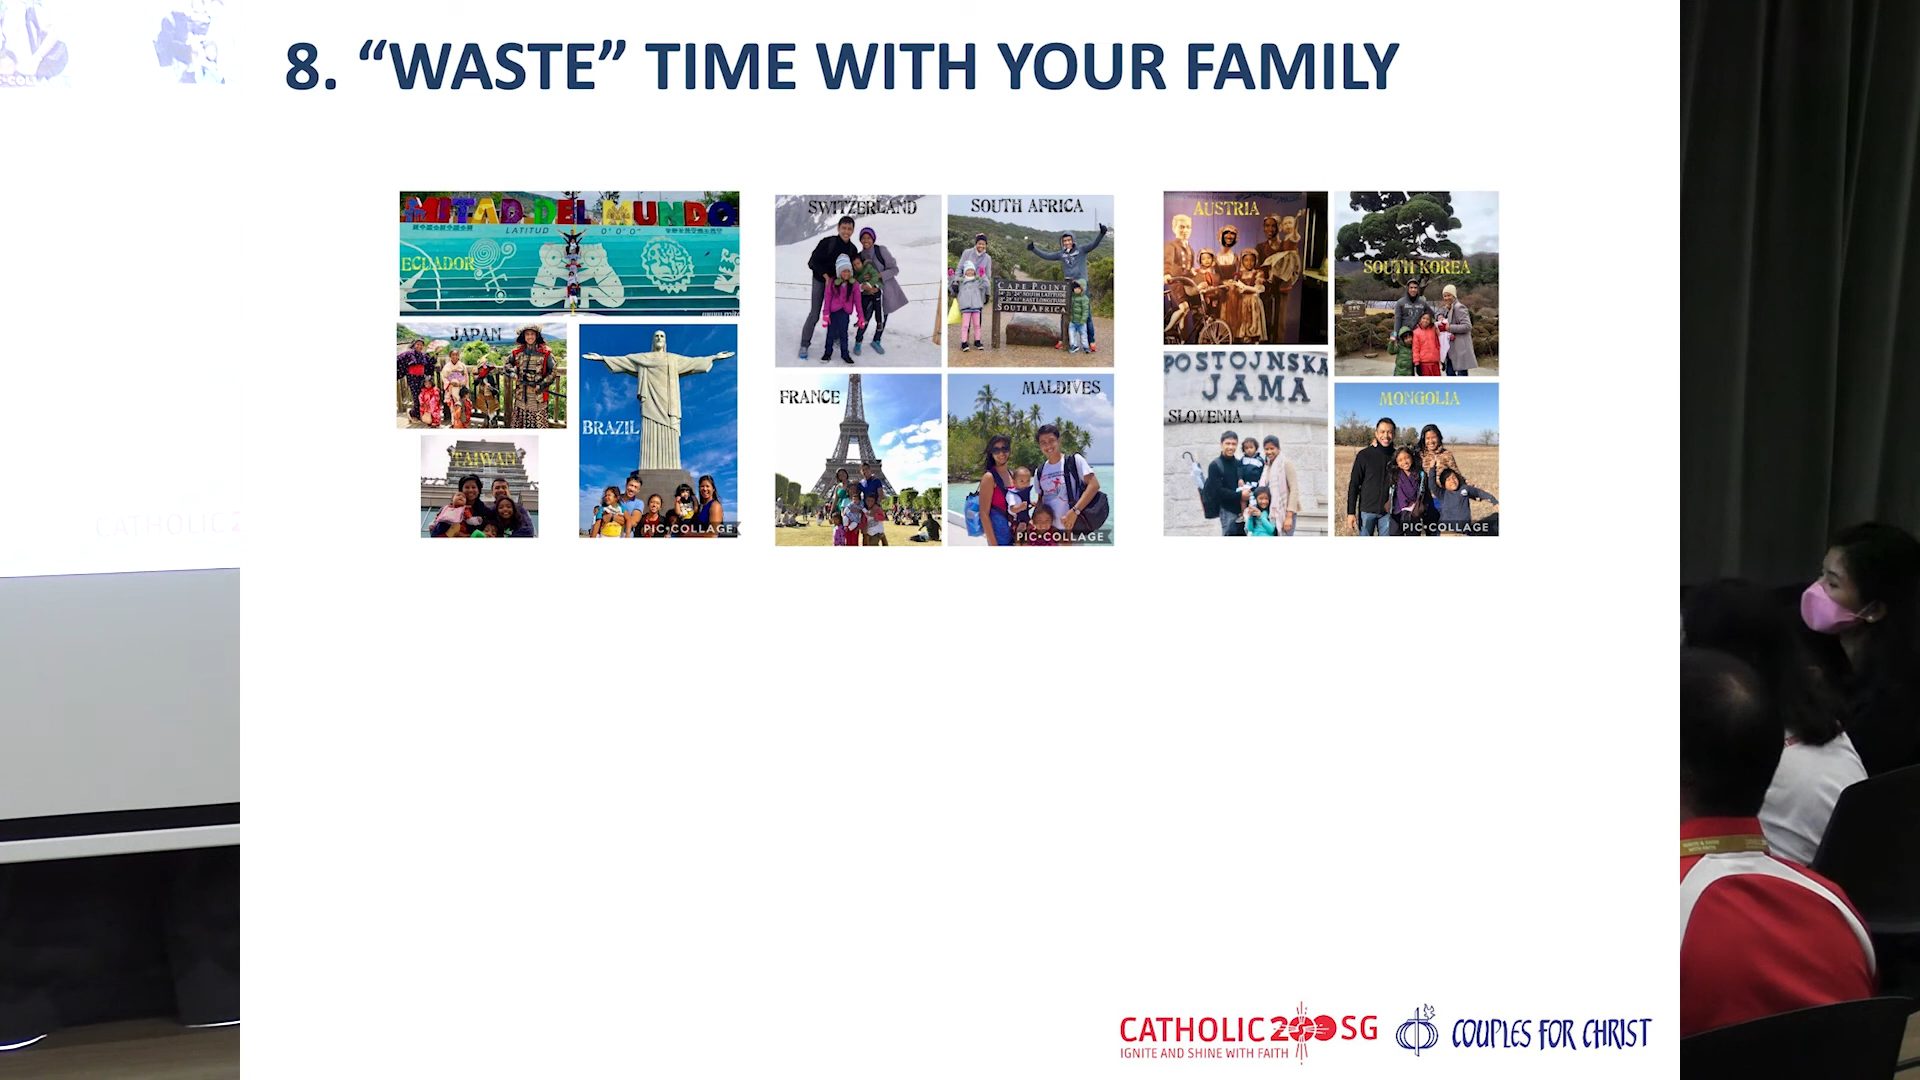 8. “WASTE” TIME WITH YOUR FAMILY
MITAD DEL MUNDO
LATITUD 0° 0' 0"
ECUADOR
JAPAN
BRAZIL
TAIWAN
PIC•COLLAGE
SWITZERLAND
SOUTH AFRICA
CAPE POINT
SOUTH AFRICA
FRANCE
MALDIVES
PIC•COLLAGE
AUSTRIA
SOUTH KOREA
POSTOJNSKA
JAMA
SLOVENIA
MONGOLIA
PIC•COLLAGE
CATHOLIC 2
CATHOLIC200SG
IGNITE AND SHINE WITH FAITH
COUPLES FOR CHRIST